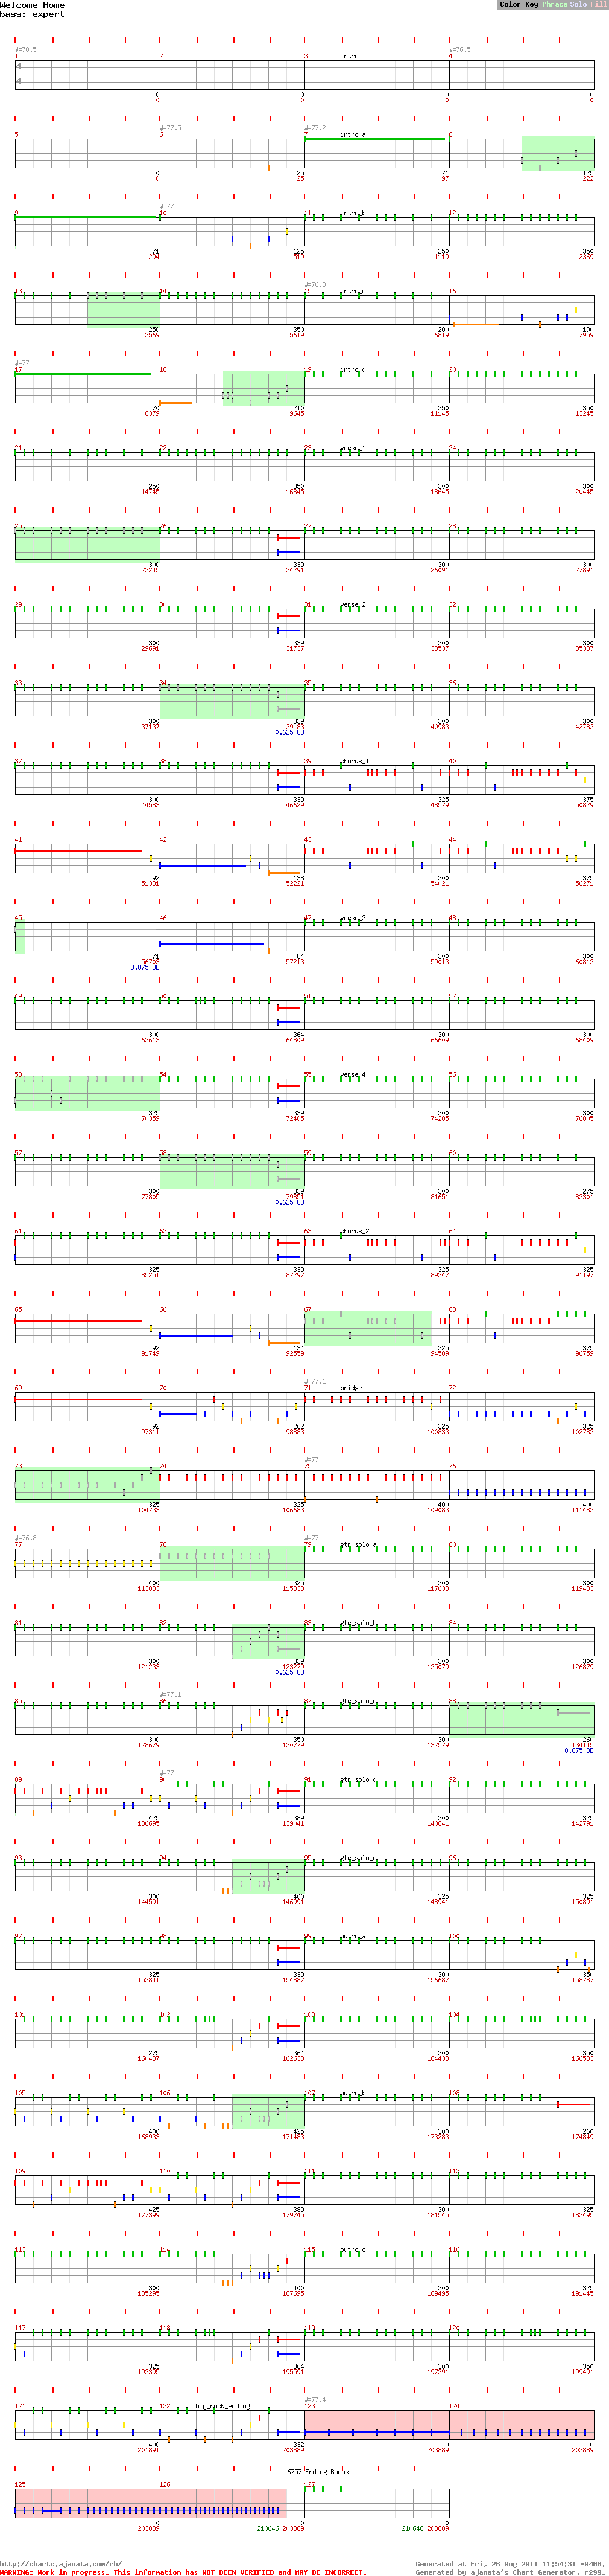 Welcome Home
bass: expert
Color Key Phrase Solo Fill
♩=78.5 ♩=76.5
1 2 3 intro 4
4
4
0 0 0 0
0 0 0 0
♩=77.5 ♩=77.2
5 6 7 intro_a 8
0 25 71 125
0 25 97 222
♩=77
9 10 11 intro_b 12
71 125 250 350
294 519 1119 2369
♩=76.8
13 14 15 intro_c 16
250 350 200 190
3569 5619 6819 7959
♩=77
17 18 19 intro_d 20
70 210 250 350
8379 9645 11145 13245
21 22 23 verse_1 24
250 350 300 300
14745 16845 18645 20445
25 26 27 28
300 339 300 300
22245 24291 26091 27891
29 30 31 verse_2 32
300 339 300 300
29691 31737 33537 35337
33 34 35 36
300 339 300 300
37137 39183 40983 42783
0.625 OD
37 38 39 chorus_1 40
300 339 325 375
44583 46629 48579 50829
41 42 43 44
92 138 300 375
51381 52221 54021 56271
45 46 47 verse_3 48
71 84 300 300
56703 57213 59013 60813
3.875 OD
49 50 51 52
300 364 300 300
62613 64809 66609 68409
53 54 55 verse_4 56
325 339 300 300
70359 72405 74205 76005
57 58 59 60
300 339 300 275
77805 79851 81651 83301
0.625 OD
61 62 63 chorus_2 64
325 339 325 325
85251 87297 89247 91197
65 66 67 68
92 134 325 375
91749 92559 94509 96759
♩=77.1
69 70 71 bridge 72
92 262 325 325
97311 98883 100833 102783
♩=77
73 74 75 76
325 325 400 400
104733 106683 109083 111483
♩=76.8 ♩=77
77 78 79 gtr_solo_a 80
400 325 300 300
113883 115833 117633 119433
81 82 83 gtr_solo_b 84
300 339 300 300
121233 123279 125079 126879
0.625 OD
♩=77.1
85 86 87 gtr_solo_c 88
300 350 300 260
128679 130779 132579 134145
0.875 OD
♩=77
89 90 91 gtr_solo_d 92
425 389 300 325
136695 139041 140841 142791
93 94 95 gtr_solo_e 96
300 400 325 325
144591 146991 148941 150891
97 98 99 outro_a 100
325 339 300 350
152841 154887 156687 158787
101 102 103 104
275 364 300 350
160437 162633 164433 166533
105 106 107 outro_b 108
400 425 300 260
168933 171483 173283 174849
109 110 111 112
425 389 300 325
177399 179745 181545 183495
113 114 115 outro_c 116
300 400 300 325
185295 187695 189495 191445
117 118 119 120
325 364 300 350
193395 195591 197391 199491
♩=77.4
121 122 big_rock_ending 123 124
400 332 0 0
201891 203889 203889 203889
6757 Ending Bonus
125 126 127
0 0 0
203889 210646 203889 210646 203889
http://charts.ajanata.com/rb/ Generated at Fri, 26 Aug 2011 11:54:31 -0400.
WARNING: Work in progress. This information has NOT BEEN VERIFIED and MAY BE INCORRECT. Generated by ajanata's Chart Generator, r299.